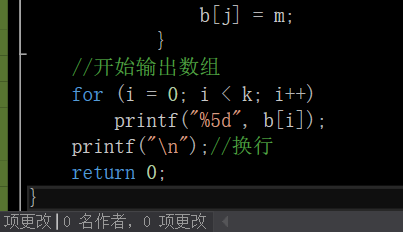 b[j] = m;
}
//开始输出数组
for (i = 0; i < k; i++)
printf("%5d", b[i]);
printf("\n");//换行
return 0;
}
项更改|0 名作者，0 项更改